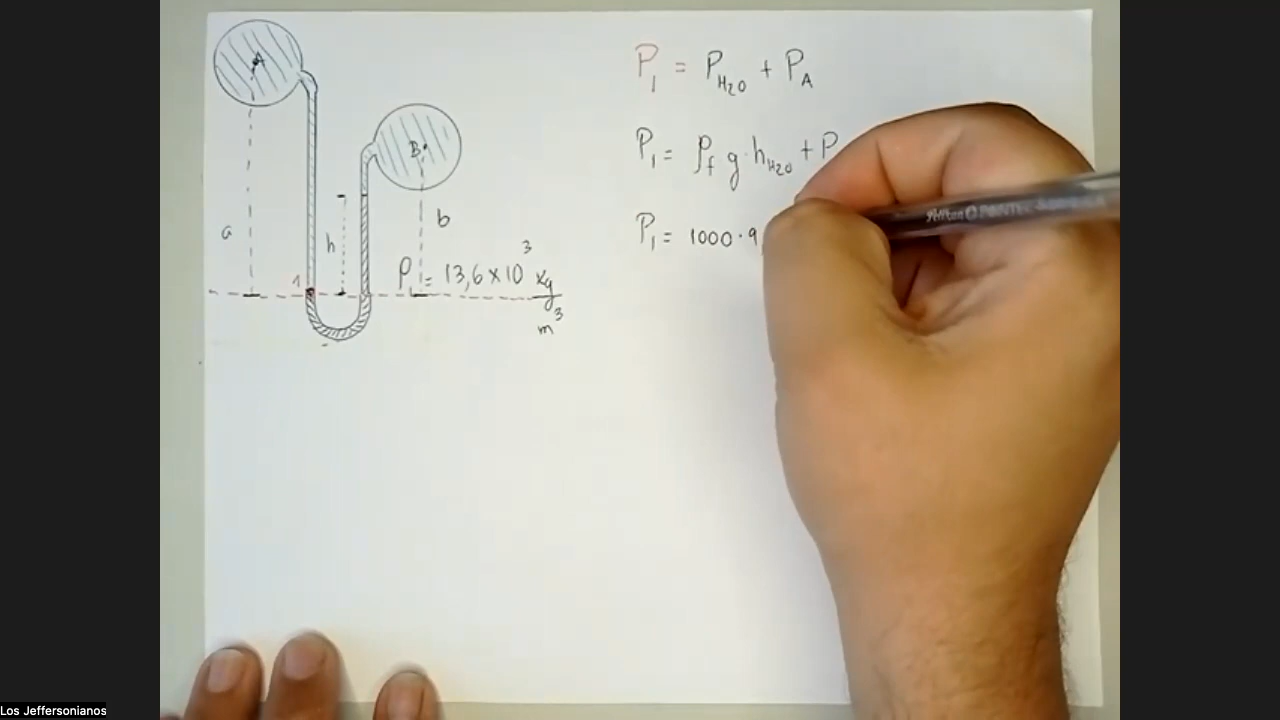 A
B
a
h
b
1
ρ = 13,6 × 10³ kg
m³
P₁ = P_H₂O + P_A
P₁ = ρ_f g · h_H₂O + P
P₁ = 1000 · 9
Los Jeffersonianos